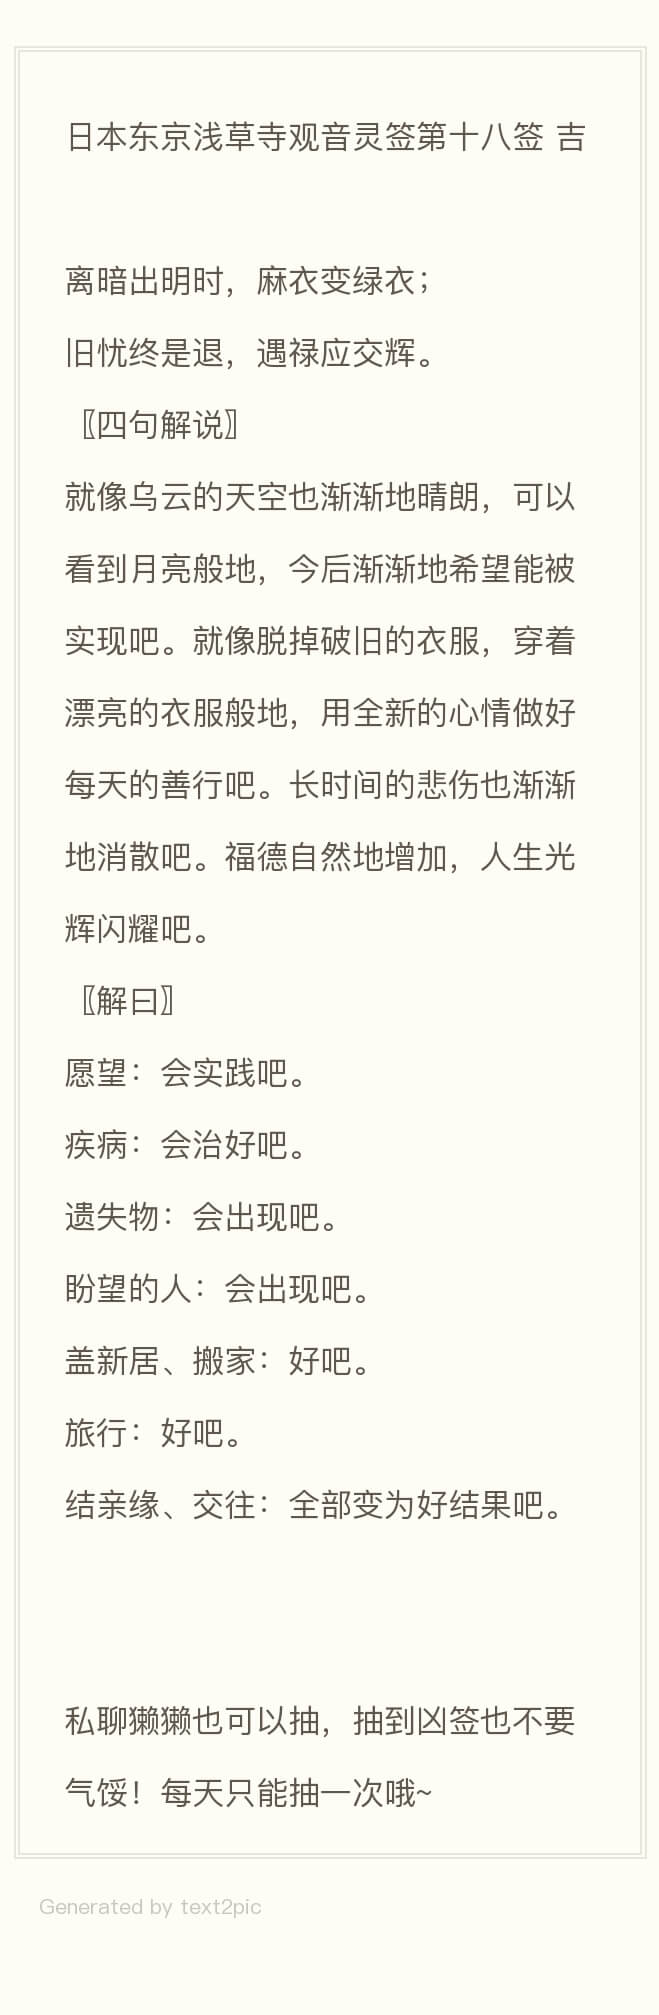 日本东京浅草寺观音灵签第十八签 吉
离暗出明时，麻衣变绿衣；
旧忧终是退，遇禄应交辉。
〖四句解说〗
就像乌云的天空也渐渐地晴朗，可以
看到月亮般地，今后渐渐地希望能被
实现吧。就像脱掉破旧的衣服，穿着
漂亮的衣服般地，用全新的心情做好
每天的善行吧。长时间的悲伤也渐渐
地消散吧。福德自然地增加，人生光
辉闪耀吧。
〖解曰〗
愿望：会实践吧。
疾病：会治好吧。
遗失物：会出现吧。
盼望的人：会出现吧。
盖新居、搬家：好吧。
旅行：好吧。
结亲缘、交往：全部变为好结果吧。
私聊獭獭也可以抽，抽到凶签也不要
气馁！每天只能抽一次哦~
Generated by text2pic